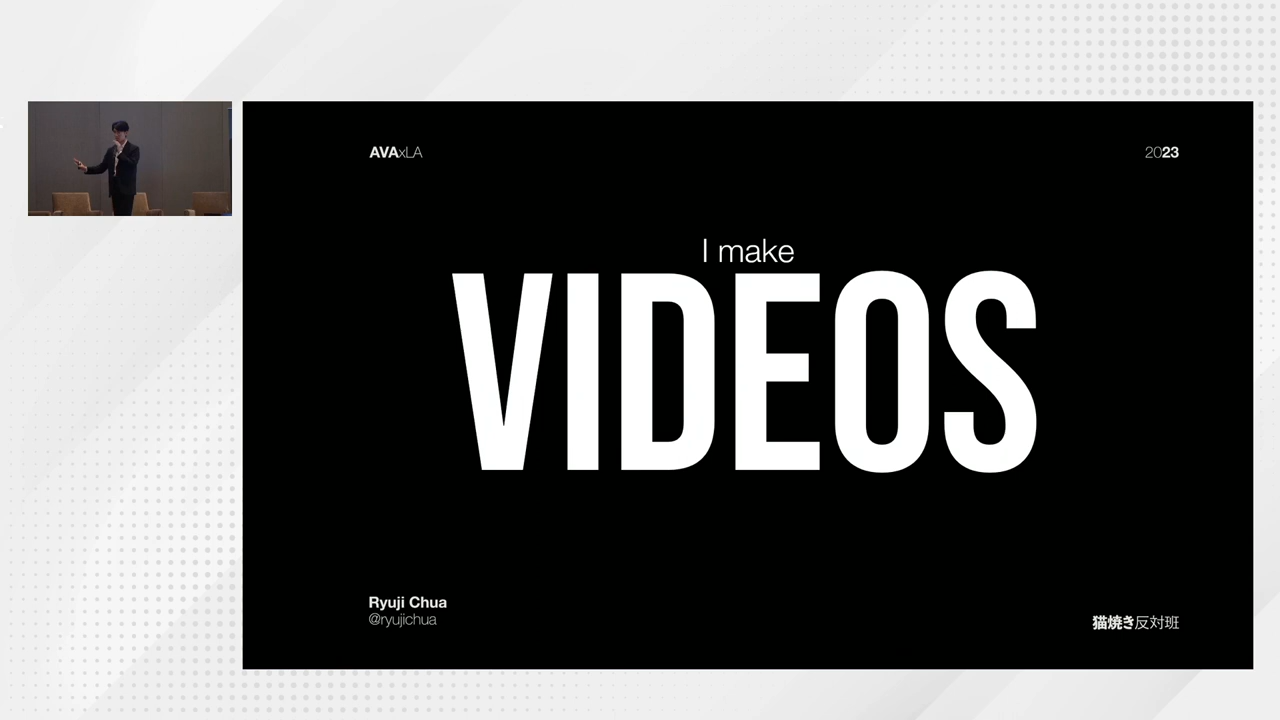 AVAxLA
2023
I make
VIDEOS
Ryuji Chua
@ryujichua
猫焼き反対班